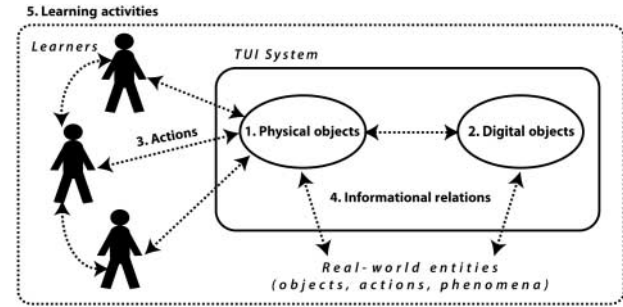 5. Learning activities
Learners
TUI System
3. Actions
1. Physical objects
2. Digital objects
4. Informational relations
Real-world entities
(objects, actions, phenomena)